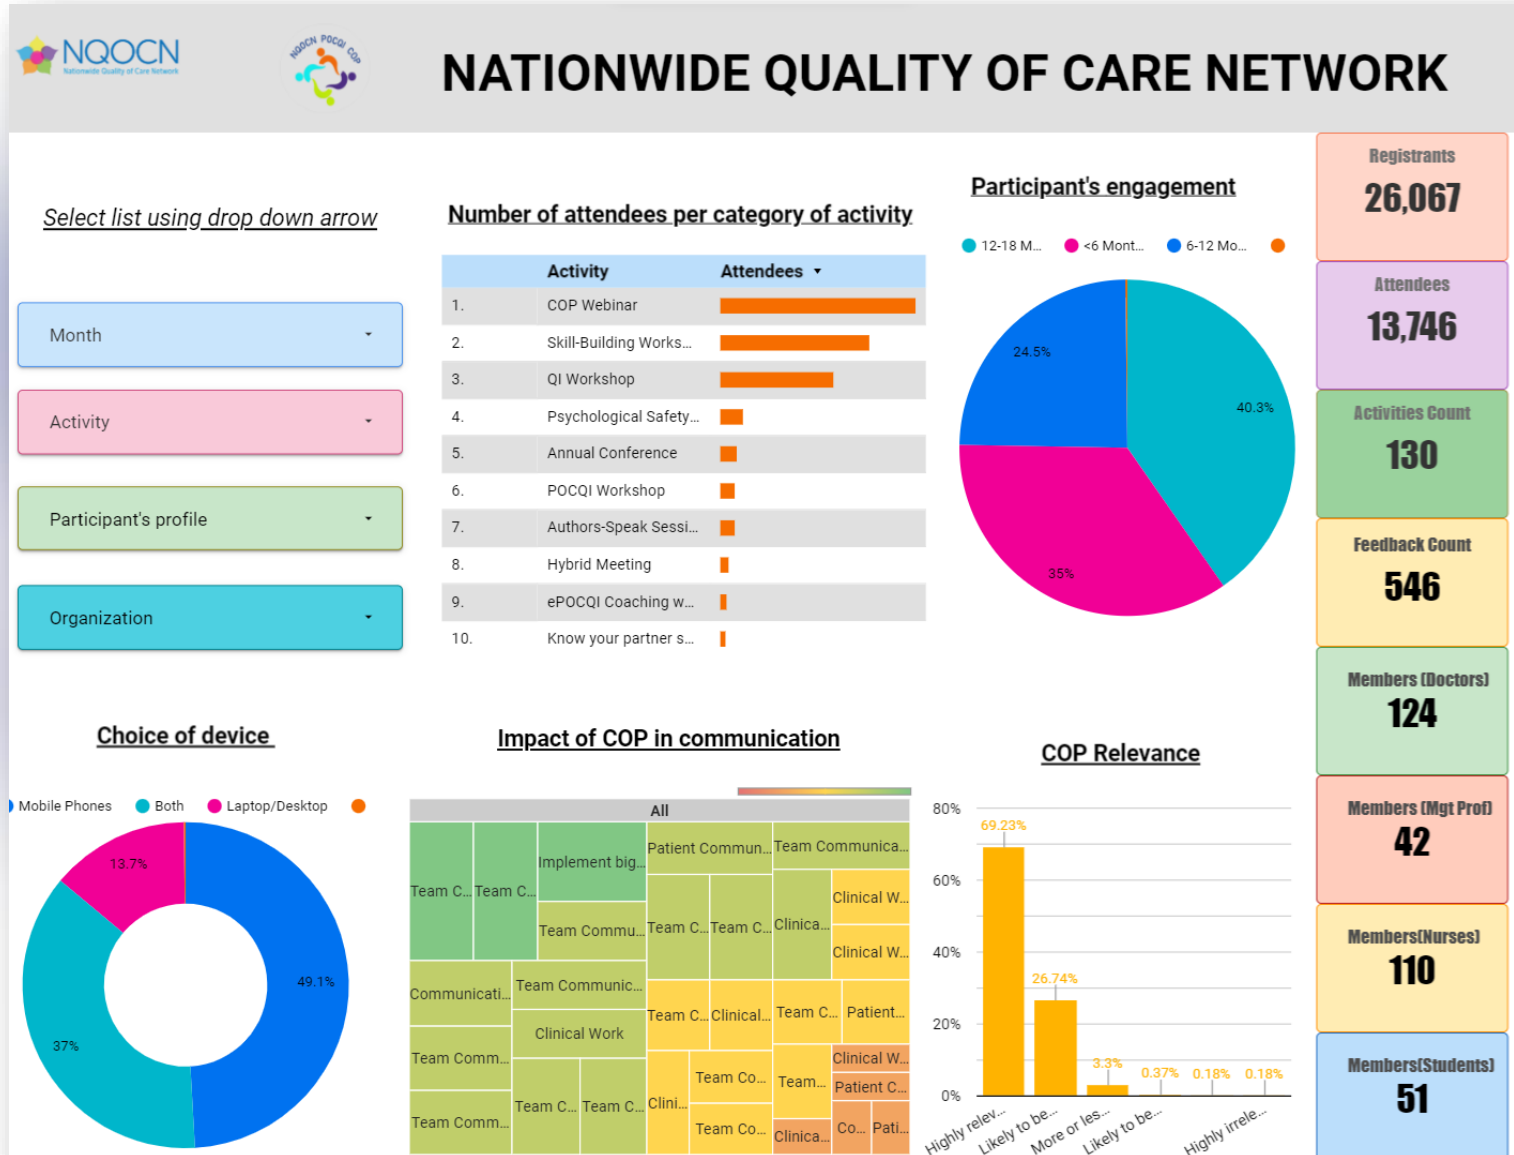 NQOCN
Nationwide Quality of Care Network
NQOCN POCQI COP
NATIONWIDE QUALITY OF CARE NETWORK
Select list using drop down arrow
Month
Activity
Participant's profile
Organization
Number of attendees per category of activity
Activity Attendees
1. COP Webinar
2. Skill-Building Works...
3. QI Workshop
4. Psychological Safety...
5. Annual Conference
6. POCQI Workshop
7. Authors-Speak Sessi...
8. Hybrid Meeting
9. ePOCQI Coaching w...
10. Know your partner s...
Participant's engagement
12-18 M... <6 Mont... 6-12 Mo...
24.5%
40.3%
35%
Registrants
26,067
Attendees
13,746
Activities Count
130
Feedback Count
546
Members (Doctors)
124
Members (Mgt Prof)
42
Members(Nurses)
110
Members(Students)
51
Choice of device
Mobile Phones Both Laptop/Desktop
13.7%
49.1%
37%
Impact of COP in communication
All
Team C... Team C...
Implement big...
Team Commu...
Communicati...
Team Comm...
Team Comm...
Team Communic...
Clinical Work
Team C... Team C...
Patient Commun...
Team C... Team C...
Team Communica...
Clinica...
Clinical W...
Clinical W...
Team C... Clinical...
Team C... Patient...
Clini...
Team Co...
Team Co...
Team...
Clinica...
Clinical W...
Patient C...
Co... Pati...
COP Relevance
80%
60%
40%
20%
0%
69.23%
26.74%
3.3%
0.37%
0.18%
0.18%
Highly relev...
Likely to be...
More or les...
Likely to be...
Highly irrele...